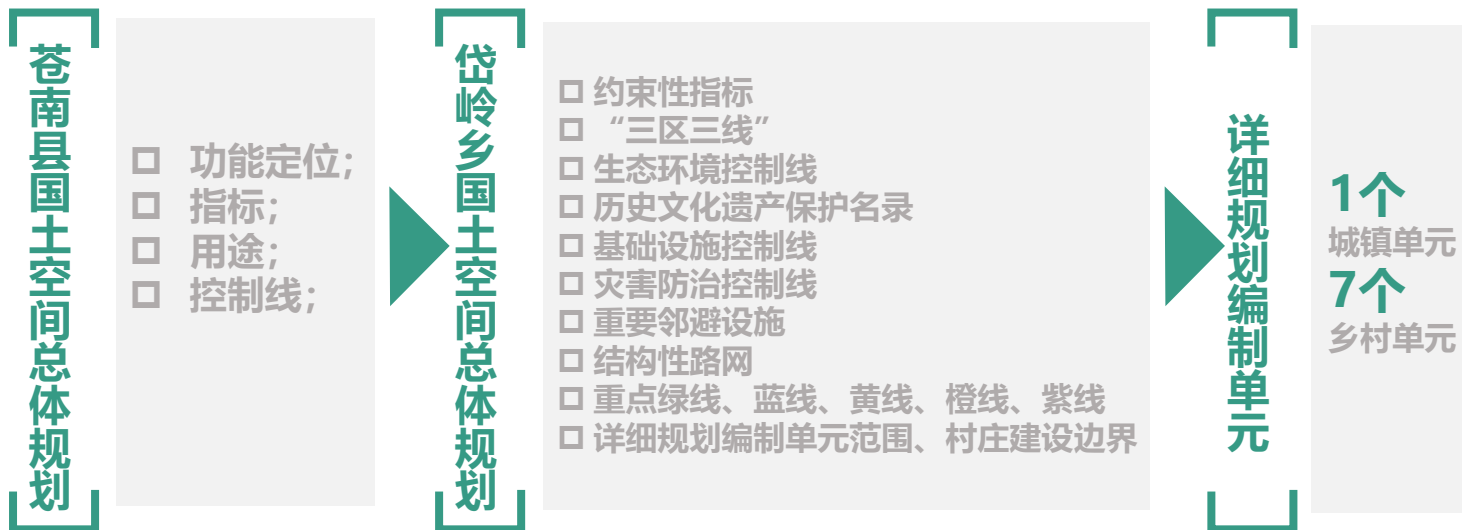 苍南县国土空间总体规划
功能定位；
指标；
用途；
控制线；
岱岭乡国土空间总体规划
约束性指标
“三区三线”
生态环境控制线
历史文化遗产保护名录
基础设施控制线
灾害防治控制线
重要邻避设施
结构性路网
重点绿线、蓝线、黄线、橙线、紫线
详细规划编制单元范围、村庄建设边界
详细规划编制单元
1个
城镇单元
7个
乡村单元